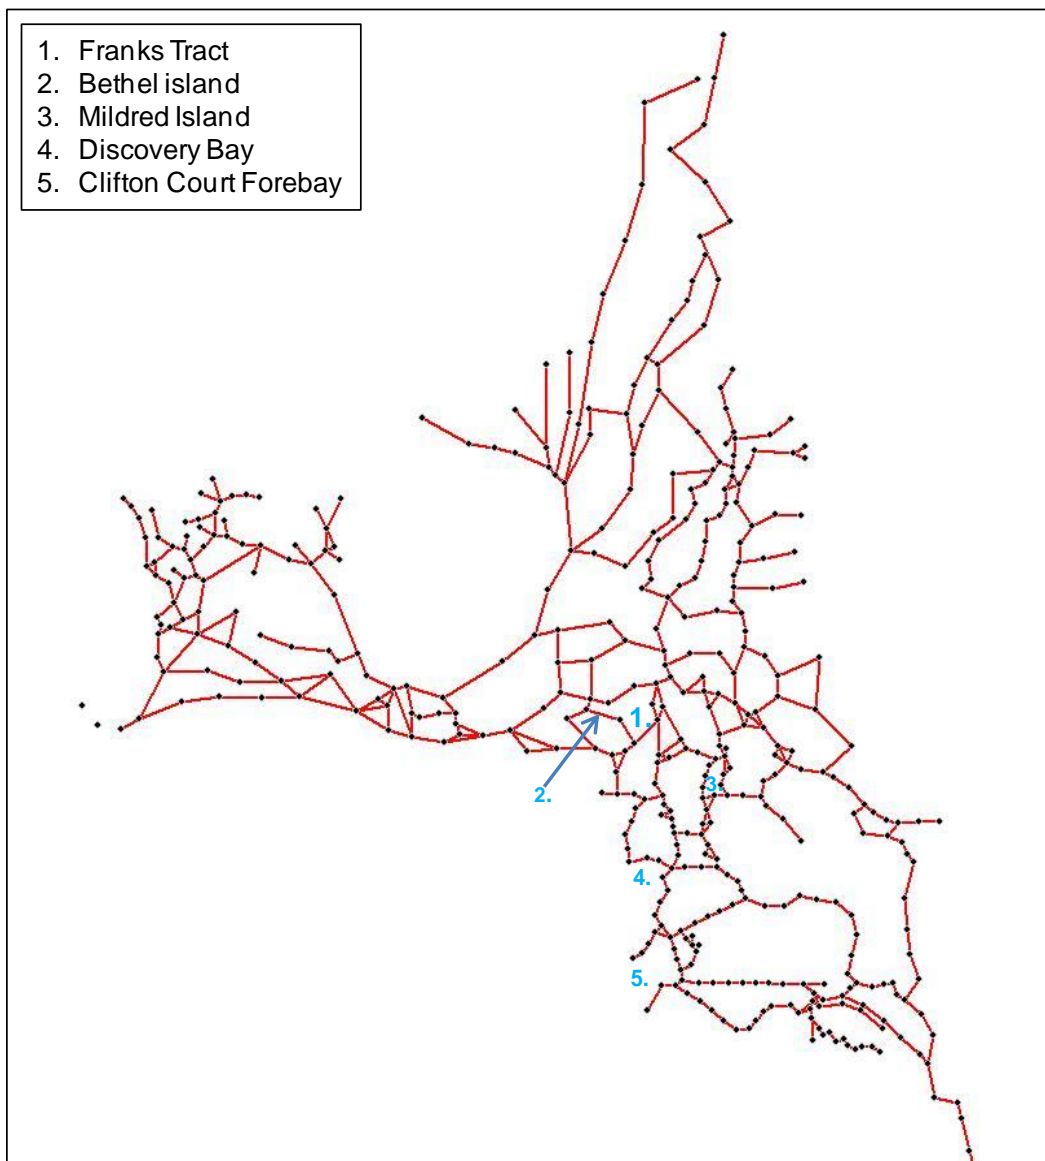 1. Franks Tract
2. Bethel island
3. Mildred Island
4. Discovery Bay
5. Clifton Court Forebay
1.
2.
3.
4.
5.